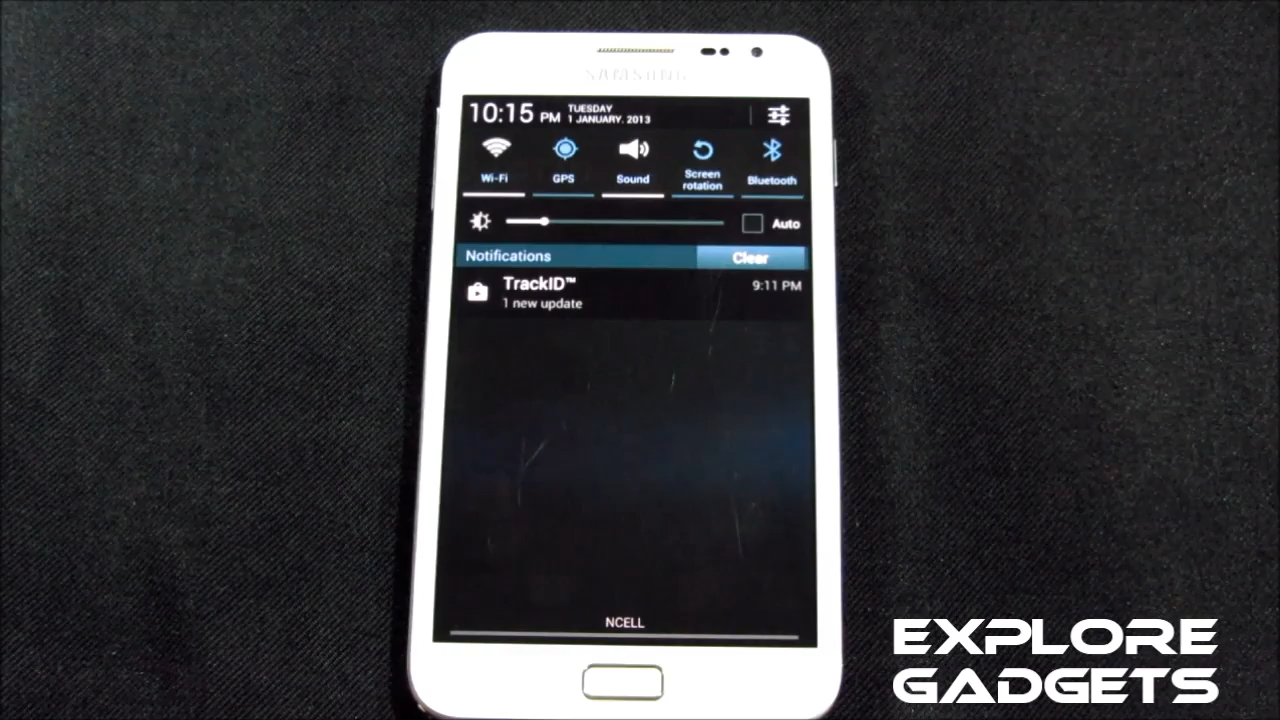 SAMSUNG
10:15 PM
TUESDAY
1 JANUARY. 2013
Wi-Fi
GPS
Sound
Screen
rotation
Bluetooth
Auto
Notifications
Clear
TrackID™
9:11 PM
1 new update
NCELL
EXPLORE
GADGETS